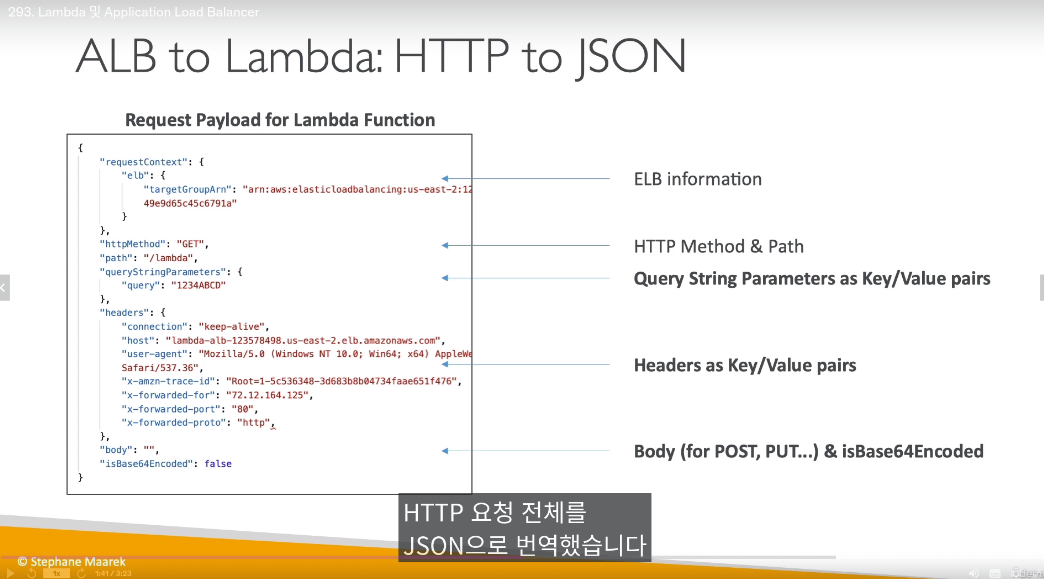 293. Lambda 및 Application Load Balancer
ALB to Lambda: HTTP to JSON
Request Payload for Lambda Function
{
"requestContext": {
"elb": {
"targetGroupArn": "arn:aws:elasticloadbalancing:us-east-2:12
49e9d65c45c6791a"
}
},
"httpMethod": "GET",
"path": "/lambda",
"queryStringParameters": {
"query": "1234ABCD"
},
"headers": {
"connection": "keep-alive",
"host": "lambda-alb-123578498.us-east-2.elb.amazonaws.com",
"user-agent": "Mozilla/5.0 (Windows NT 10.0; Win64; x64) AppleWe
Safari/537.36",
"x-amzn-trace-id": "Root=1-5c536348-3d683b8b04734faae651f476",
"x-forwarded-for": "72.12.164.125",
"x-forwarded-port": "80",
"x-forwarded-proto": "http",
},
"body": "",
"isBase64Encoded": false
}
ELB information
HTTP Method & Path
Query String Parameters as Key/Value pairs
Headers as Key/Value pairs
Body (for POST, PUT...) & isBase64Encoded
HTTP 요청 전체를
JSON으로 번역했습니다
© Stephane Maarek
1x
1:41 / 3:23